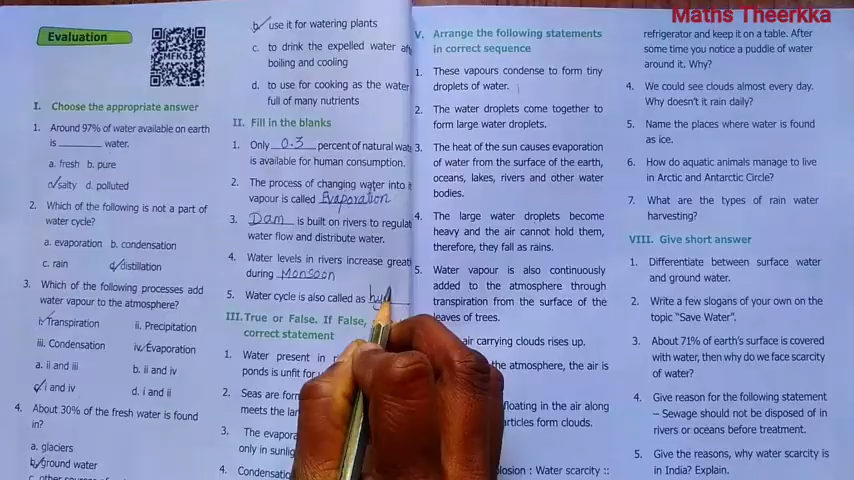 Maths Theerkka
Evaluation
MFK6J
I. Choose the appropriate answer
1. Around 97% of water available on earth
is ________ water.
a. fresh b. pure
c. salty d. polluted
2. Which of the following is not a part of
water cycle?
a. evaporation b. condensation
c. rain d. distillation
3. Which of the following processes add
water vapour to the atmosphere?
i. Transpiration ii. Precipitation
iii. Condensation iv. Evaporation
a. ii and iii b. ii and iv
c. i and iv d. i and ii
4. About 30% of the fresh water is found
in?
a. glaciers
b. ground water
b. use it for watering plants
c. to drink the expelled water
boiling and cooling
d. to use for cooking as the water
full of many nutrients
II. Fill in the blanks
1. Only 0.3 percent of natural
is available for human consumption.
2. The process of changing water into
vapour is called Evaporation
3. Dam is built on rivers to
water flow and distribute water.
4. Water levels in rivers increase
during Monsoon
5. Water cycle is also called as
III. True or False. If False,
correct statement
1. Water present in
ponds is unfit for
2. Seas are
meets the
3. The
only in
4.
V. Arrange the following statements
in correct sequence
1. These vapours condense to form tiny
droplets of water.
2. The water droplets come together to
form large water droplets.
3. The heat of the sun causes evaporation
of water from the surface of the earth,
oceans, lakes, rivers and other water
bodies.
4. The large water droplets become
heavy and the air cannot hold them,
therefore, they fall as rains.
5. Water vapour is also continuously
added to the atmosphere through
transpiration from the surface of the
leaves of trees.
air carrying clouds rises up.
the atmosphere, the air is
floating in the air along
form clouds.
: Water scarcity ::
refrigerator and keep it on a table. After
some time you notice a puddle of water
around it. Why?
4. We could see clouds almost every day.
Why doesn't it rain daily?
5. Name the places where water is found
as ice.
6. How do aquatic animals manage to live
in Arctic and Antarctic Circle?
7. What are the types of rain water
harvesting?
VIII. Give short answer
1. Differentiate between surface water
and ground water.
2. Write a few slogans of your own on the
topic "Save Water".
3. About 71% of earth's surface is covered
with water, then why do we face scarcity
of water?
4. Give reason for the following statement
– Sewage should not be disposed of in
rivers or oceans before treatment.
5. Give the reasons, why water scarcity is
in India? Explain.